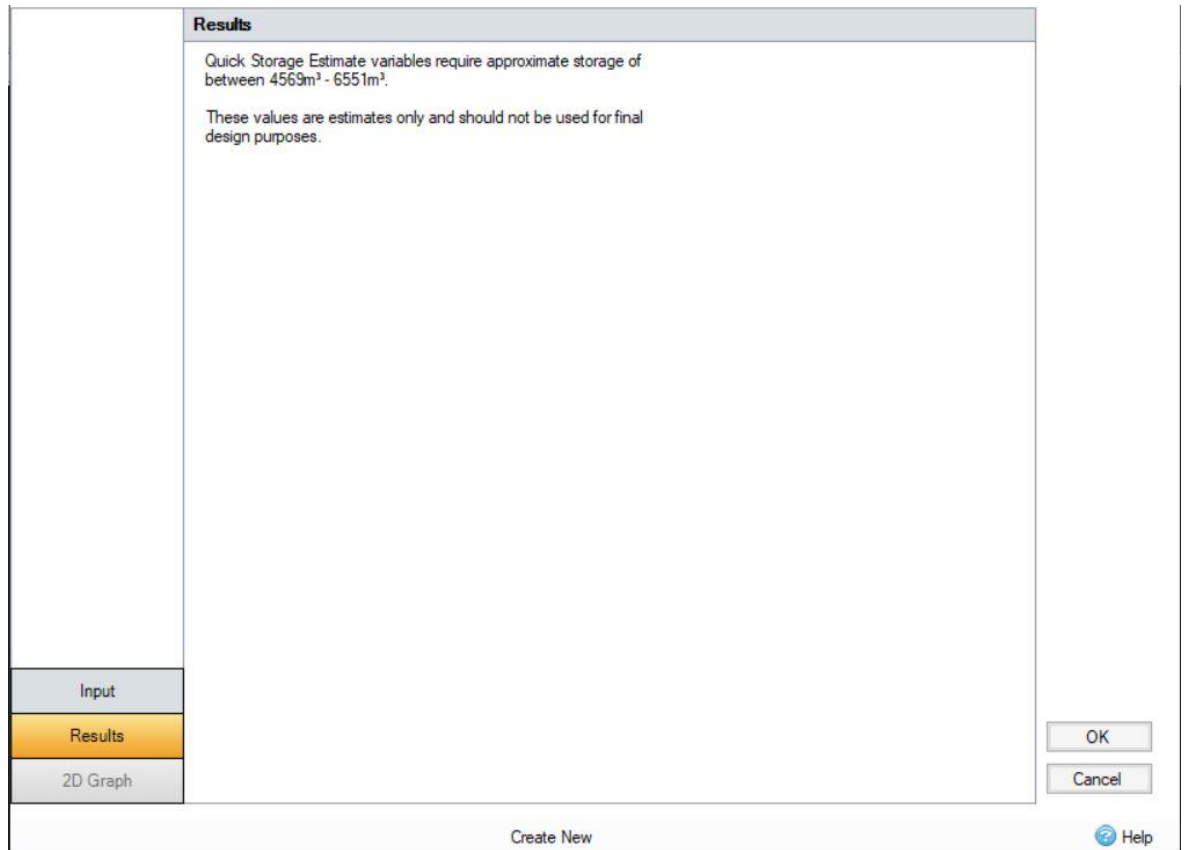 Results
Quick Storage Estimate variables require approximate storage of
between 4569m³ - 6551m³.
These values are estimates only and should not be used for final
design purposes.
Input
Results
2D Graph
OK
Cancel
Create New
Help